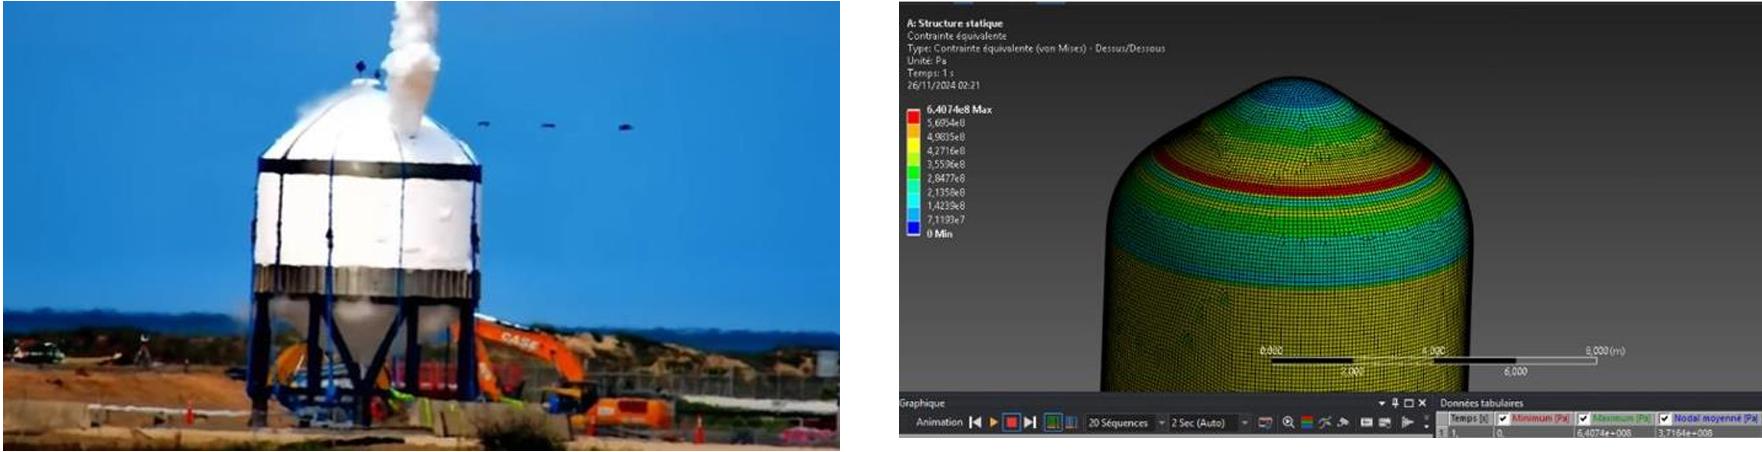 CASE
A: Structure statique
Contrainte équivalente
Type: Contrainte équivalente (von Mises) - Dessus/Dessous
Unité: Pa
Temps: 1 s
26/11/2024 02:21
6,4074e8 Max
5,6954e8
4,9835e8
4,2716e8
3,5596e8
2,8477e8
2,1358e8
1,4239e8
7,1193e7
0 Min
0,000 4,000 8,000 (m)
2,000 6,000
Graphique
Animation 20 Séquences 2 Sec (Auto)
Données tabulaires
Temps [s] Minimum [Pa] Maximum [Pa] Nodal moyenné [Pa]
1 1, 0, 6,4074e+008 3,7164e+008